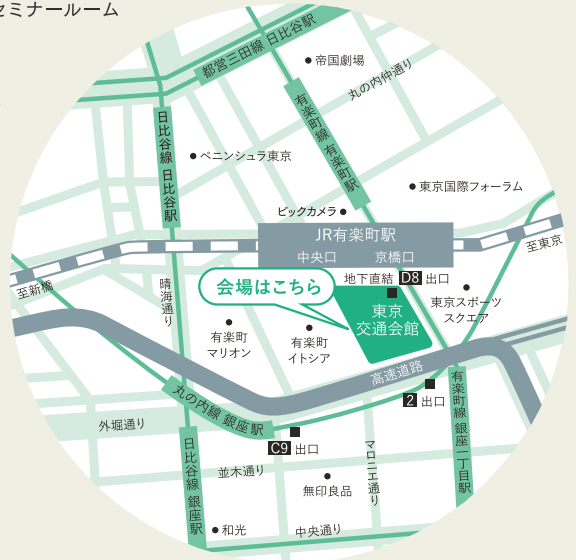 セミナールーム
都営三田線 日比谷駅
帝国劇場
丸の内仲通り
有楽町線 有楽町駅
日比谷線 日比谷駅
ペニンシュラ東京
東京国際フォーラム
ビックカメラ
JR有楽町駅
中央口
京橋口
至東京
至新橋
会場はこちら
地下直結
D8 出口
晴海通り
東京
交通会館
東京スポーツ
スクエア
有楽町
マリオン
有楽町
イトシア
高速道路
丸の内線 銀座駅
2 出口
有楽町線 銀座一丁目駅
外堀通り
C9 出口
日比谷線 銀座駅
並木通り
マロニエ通り
無印良品
和光
中央通り